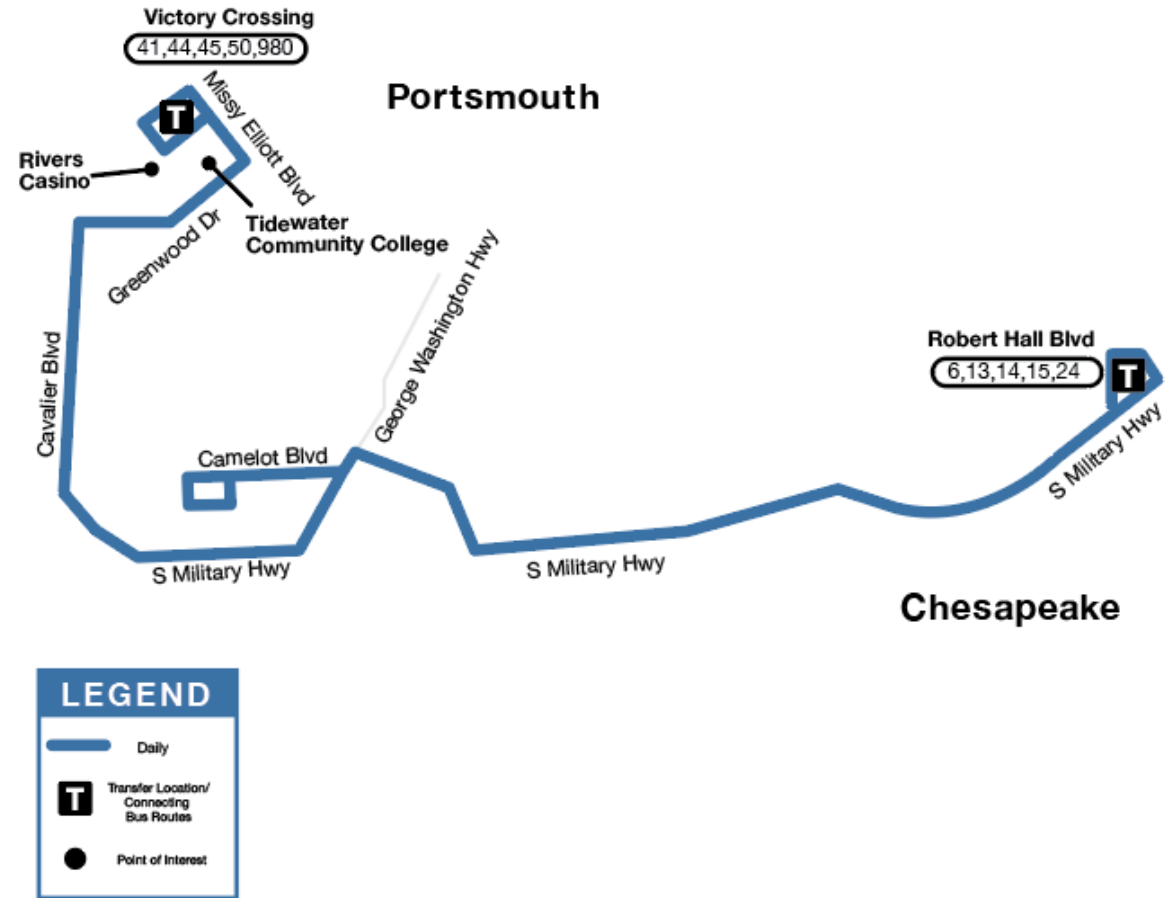 Victory Crossing
41,44,45,50,980
Missy Elliott Blvd
Portsmouth
Rivers
Casino
Tidewater
Community College
Greenwood Dr
George Washington Hwy
Cavalier Blvd
Robert Hall Blvd
6,13,14,15,24
T
T
Camelot Blvd
S Military Hwy
S Military Hwy
S Military Hwy
Chesapeake
LEGEND
Daily
T
Transfer Location/
Connecting
Bus Routes
Point of Interest